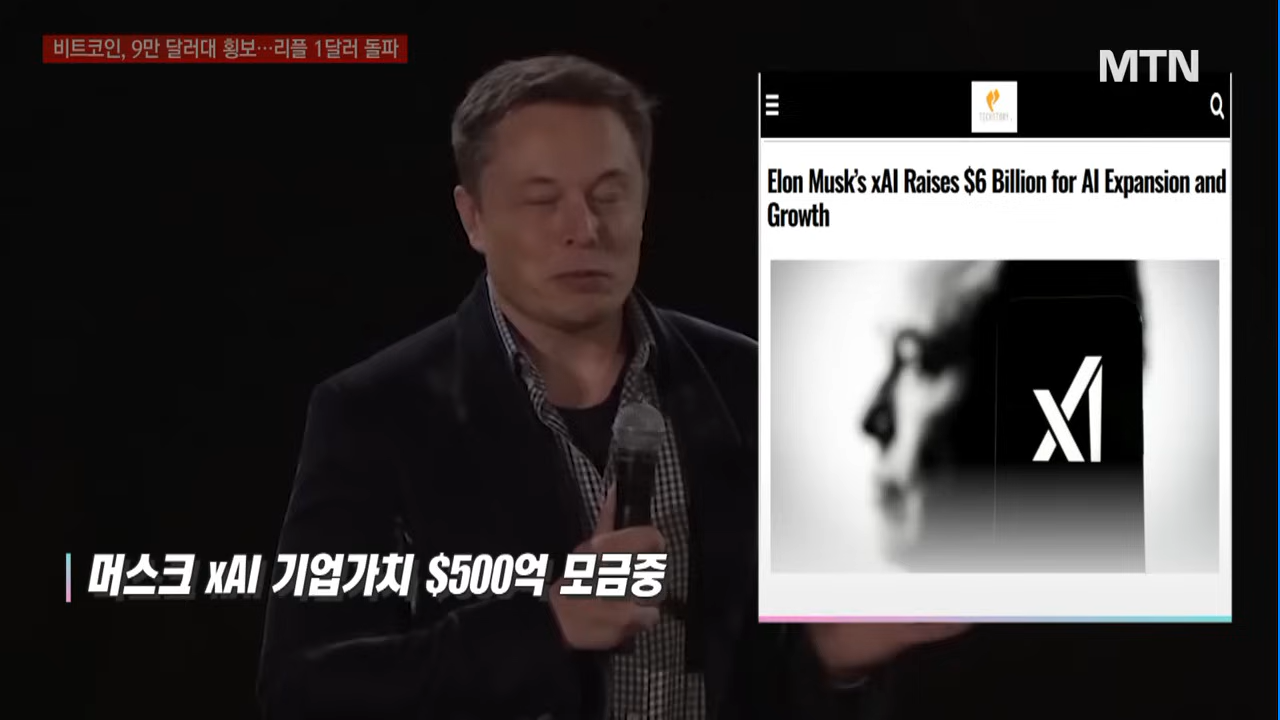 비트코인, 9만 달러대 횡보…리플 1달러 돌파
MTN
TECHSTORY
Elon Musk's xAI Raises $6 Billion for AI Expansion and
Growth
xAI
머스크 xAI 기업가치 $500억 모금중